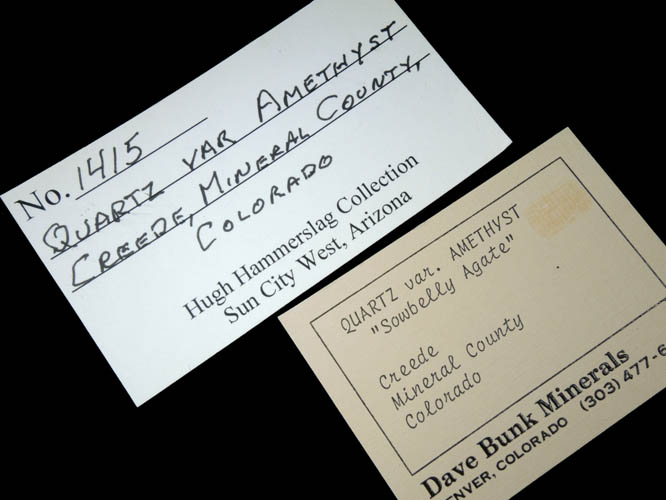 No. 1415
QUARTZ VAR AMETHYST
CREEDE, MINERAL COUNTY,
COLORADO
Hugh Hammerslag Collection
Sun City West, Arizona
QUARTZ var. AMETHYST
"Sowbelly Agate"
Creede
Mineral County
Colorado
Dave Bunk Minerals
ENVER, COLORADO (303) 477-6